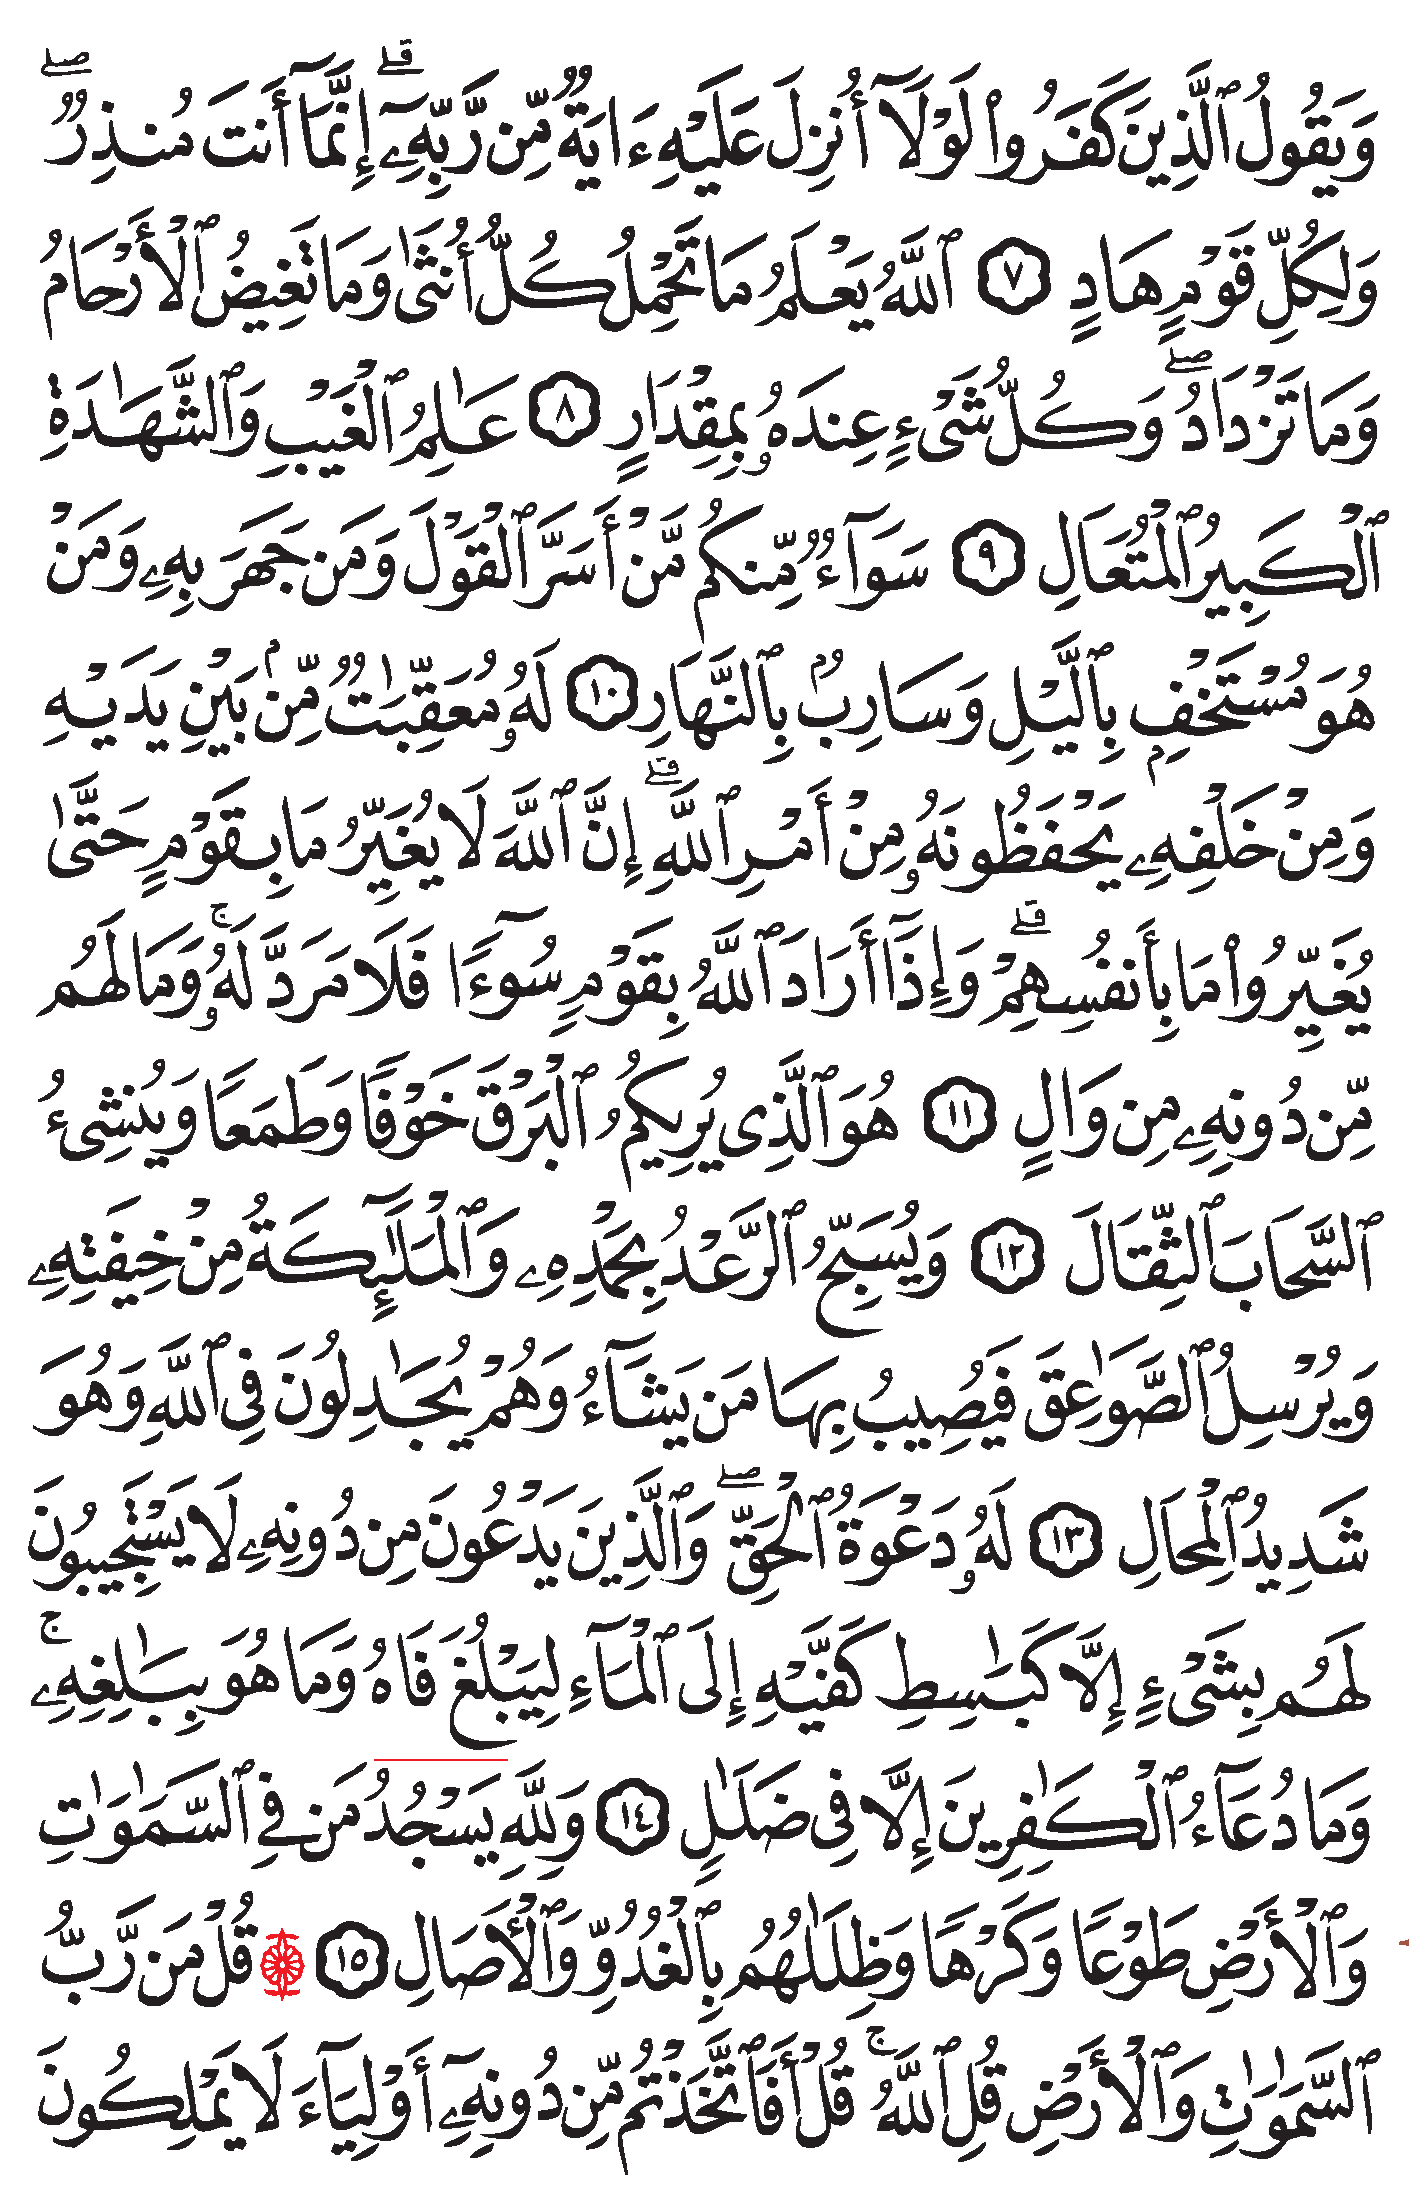 وَيَقُولُ ٱلَّذِينَ كَفَرُوا۟ لَوْلَآ أُنزِلَ عَلَيْهِ ءَايَةٌ مِّن رَّبِّهِۦٓ ۗ إِنَّمَآ أَنتَ مُنذِرٌ ۖ
وَلِكُلِّ قَوْمٍ هَادٍ ٧ ٱللَّهُ يَعْلَمُ مَا تَحْمِلُ كُلُّ أُنثَىٰ وَمَا تَغِيضُ ٱلْأَرْحَامُ
وَمَا تَزْدَادُ ۖ وَكُلُّ شَىْءٍ عِندَهُۥ بِمِقْدَارٍ ٨ عَـٰلِمُ ٱلْغَيْبِ وَٱلشَّهَـٰدَةِ
ٱلْكَبِيرُ ٱلْمُتَعَالِ ٩ سَوَآءٌ مِّنكُم مَّنْ أَسَرَّ ٱلْقَوْلَ وَمَن جَهَرَ بِهِۦ وَمَنْ
هُوَ مُسْتَخْفٍۭ بِٱلَّيْلِ وَسَارِبٌۢ بِٱلنَّهَارِ ١٠ لَهُۥ مُعَقِّبَـٰتٌ مِّنۢ بَيْنِ يَدَيْهِ
وَمِنْ خَلْفِهِۦ يَحْفَظُونَهُۥ مِنْ أَمْرِ ٱللَّهِ ۗ إِنَّ ٱللَّهَ لَا يُغَيِّرُ مَا بِقَوْمٍ حَتَّىٰ
يُغَيِّرُوا۟ مَا بِأَنفُسِهِمْ ۗ وَإِذَآ أَرَادَ ٱللَّهُ بِقَوْمٍ سُوٓءًا فَلَا مَرَدَّ لَهُۥ ۚ وَمَا لَهُم
مِّن دُونِهِۦ مِن وَالٍ ١١ هُوَ ٱلَّذِى يُرِيكُمُ ٱلْبَرْقَ خَوْفًا وَطَمَعًا وَيُنشِئُ
ٱلسَّحَابَ ٱلثِّقَالَ ١٢ وَيُسَبِّحُ ٱلرَّعْدُ بِحَمْدِهِۦ وَٱلْمَلَـٰٓئِكَةُ مِنْ خِيفَتِهِۦ
وَيُرْسِلُ ٱلصَّوَٰعِقَ فَيُصِيبُ بِهَا مَن يَشَآءُ وَهُمْ يُجَـٰدِلُونَ فِى ٱللَّهِ وَهُوَ
شَدِيدُ ٱلْمِحَالِ ١٣ لَهُۥ دَعْوَةُ ٱلْحَقِّ ۖ وَٱلَّذِينَ يَدْعُونَ مِن دُونِهِۦ لَا يَسْتَجِيبُونَ
لَهُم بِشَىْءٍ إِلَّا كَبَـٰسِطِ كَفَّيْهِ إِلَى ٱلْمَآءِ لِيَبْلُغَ فَاهُ وَمَا هُوَ بِبَـٰلِغِهِۦ ۚ
وَمَا دُعَآءُ ٱلْكَـٰفِرِينَ إِلَّا فِى ضَلَـٰلٍ ١٤ وَلِلَّهِ يَسْجُدُ مَن فِى ٱلسَّمَـٰوَٰتِ
وَٱلْأَرْضِ طَوْعًا وَكَرْهًا وَظِلَـٰلُهُم بِٱلْغُدُوِّ وَٱلْـَٔاصَالِ ١٥ قُلْ مَن رَّبُّ
ٱلسَّمَـٰوَٰتِ وَٱلْأَرْضِ قُلِ ٱللَّهُ ۚ قُلْ أَفَٱتَّخَذْتُم مِّن دُونِهِۦٓ أَوْلِيَآءَ لَا يَمْلِكُونَ